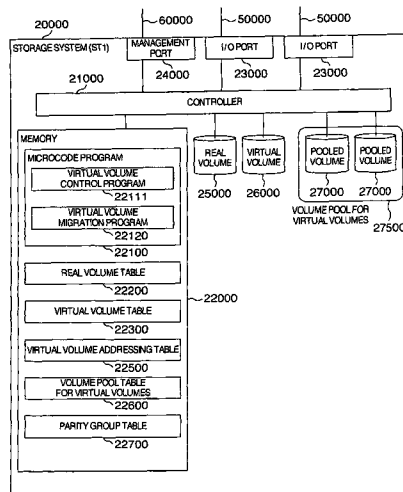 60000
50000
50000
20000
STORAGE SYSTEM (ST1)
MANAGEMENT
PORT
I/O PORT
I/O PORT
21000
24000
23000
23000
CONTROLLER
MEMORY
MICROCODE PROGRAM
VIRTUAL VOLUME
CONTROL PROGRAM
22111
VIRTUAL VOLUME
MIGRATION PROGRAM
22120
22100
REAL VOLUME TABLE
22200
VIRTUAL VOLUME TABLE
22300
VIRTUAL VOLUME ADDRESSING TABLE
22500
VOLUME POOL TABLE
FOR VIRTUAL VOLUMES
22600
PARITY GROUP TABLE
22700
22000
REAL
VOLUME
25000
VIRTUAL
VOLUME
26000
POOLED
VOLUME
27000
POOLED
VOLUME
27000
VOLUME POOL FOR
VIRTUAL VOLUMES
27500